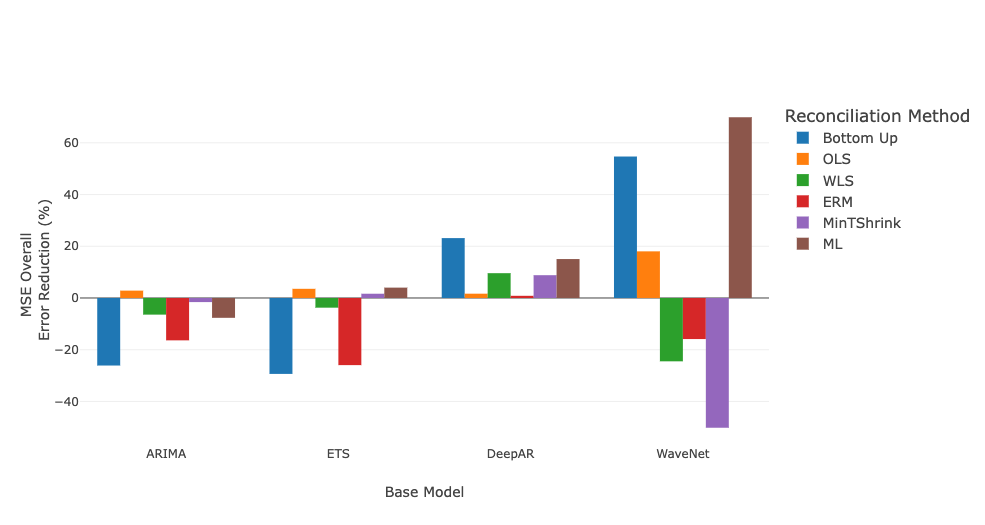 Reconciliation Method
Bottom Up
OLS
WLS
ERM
MinTShrink
ML
MSE Overall
Error Reduction (%)
60
40
20
0
−20
−40
ARIMA
ETS
DeepAR
WaveNet
Base Model